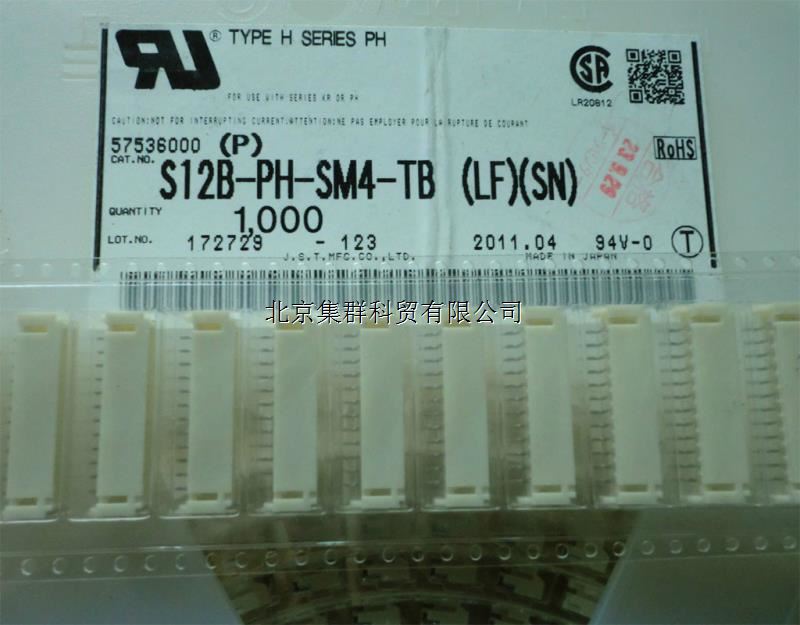 ® TYPE H SERIES PH
FOR USE WITH SERIES KR OR PH
LR20812
CAUTION:NOT FOR INTERRUPTING CURRENT.ATTENTION:NE PAS EMPLOYER POUR LA RUPTURE DE COURANT
57536000 (P)
RoHS
CAT.NO. S12B-PH-SM4-TB (LF)(SN)
QUANTITY 1,000
LOT.NO. 172729 - 123 2011.04 94V-0 T
J.S.T.MFG.CO.,LTD. MADE IN JAPAN
北京集群科贸有限公司